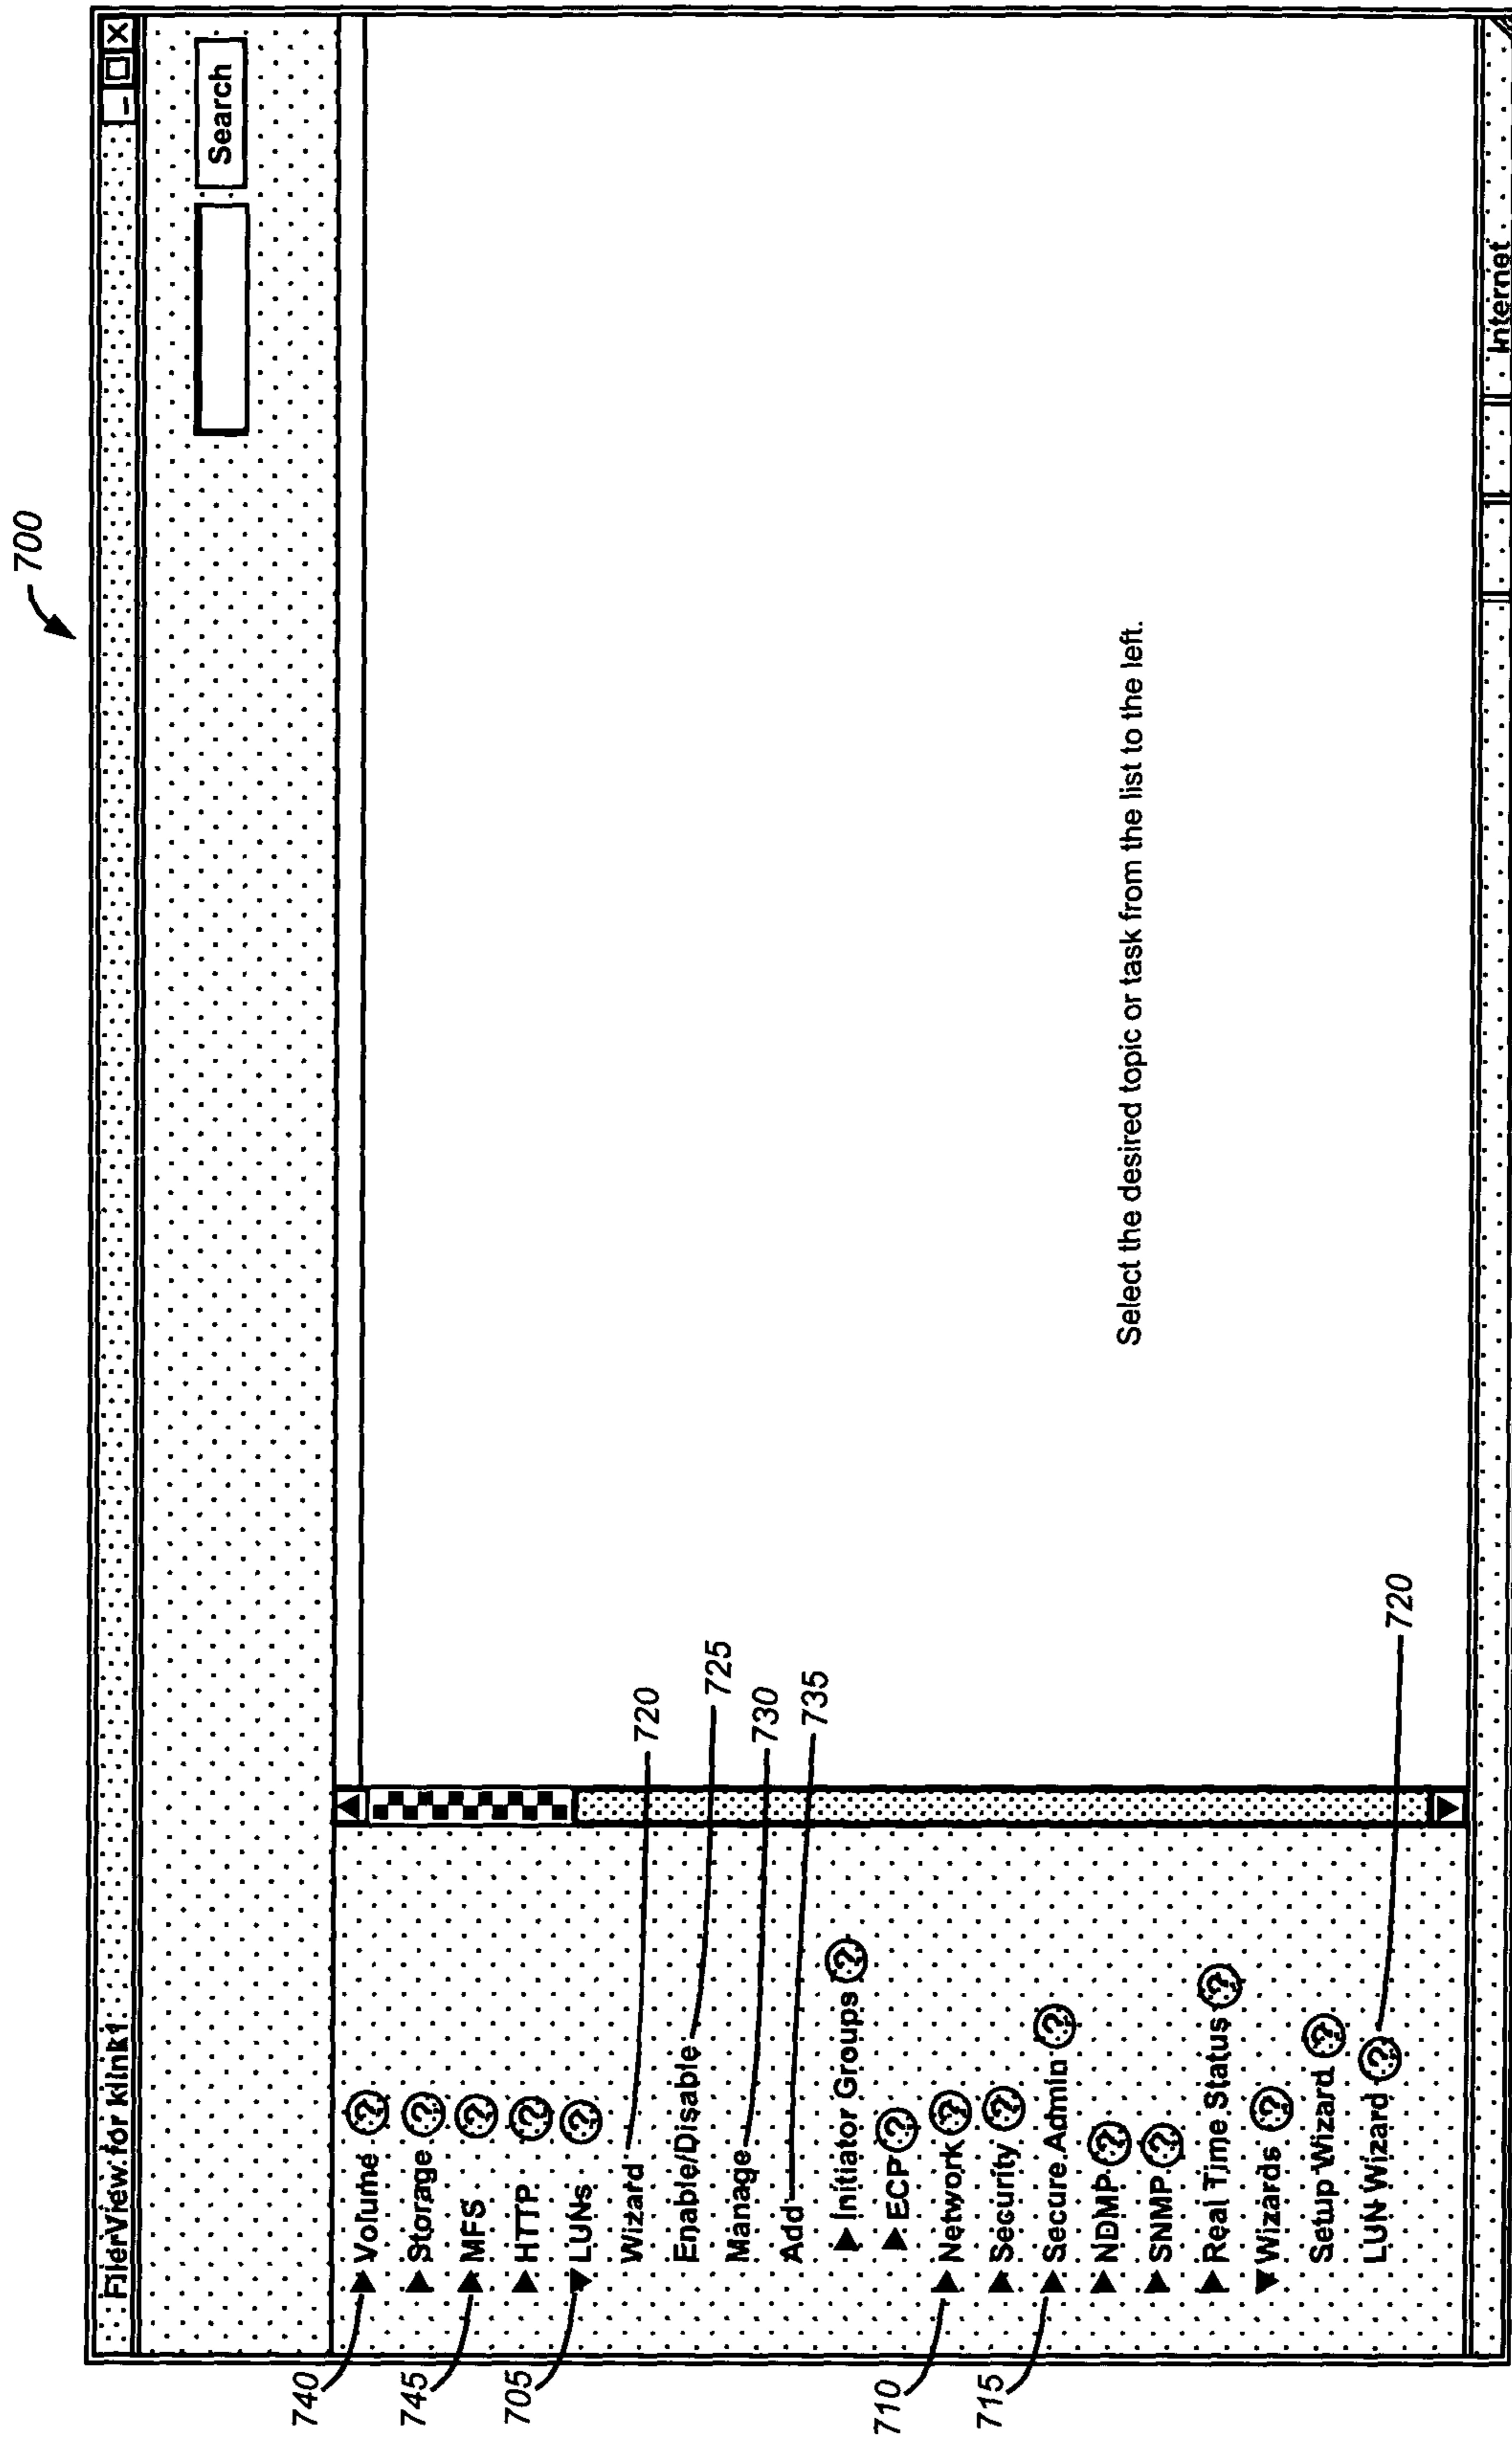 700
FilerView for klink1
Search
740
Volume ?
Storage ?
745
MFS ?
HTTP ?
705
LUNs ?
Wizard 720
Enable/Disable 725
Manage 730
Add 735
Initiator Groups ?
ECP ?
710
Network ?
Security ?
715
Secure Admin ?
NDMP ?
SNMP ?
Real Time Status ?
Wizards ?
Setup Wizard ?
LUN Wizard ? 720
Select the desired topic or task from the list to the left.
Internet